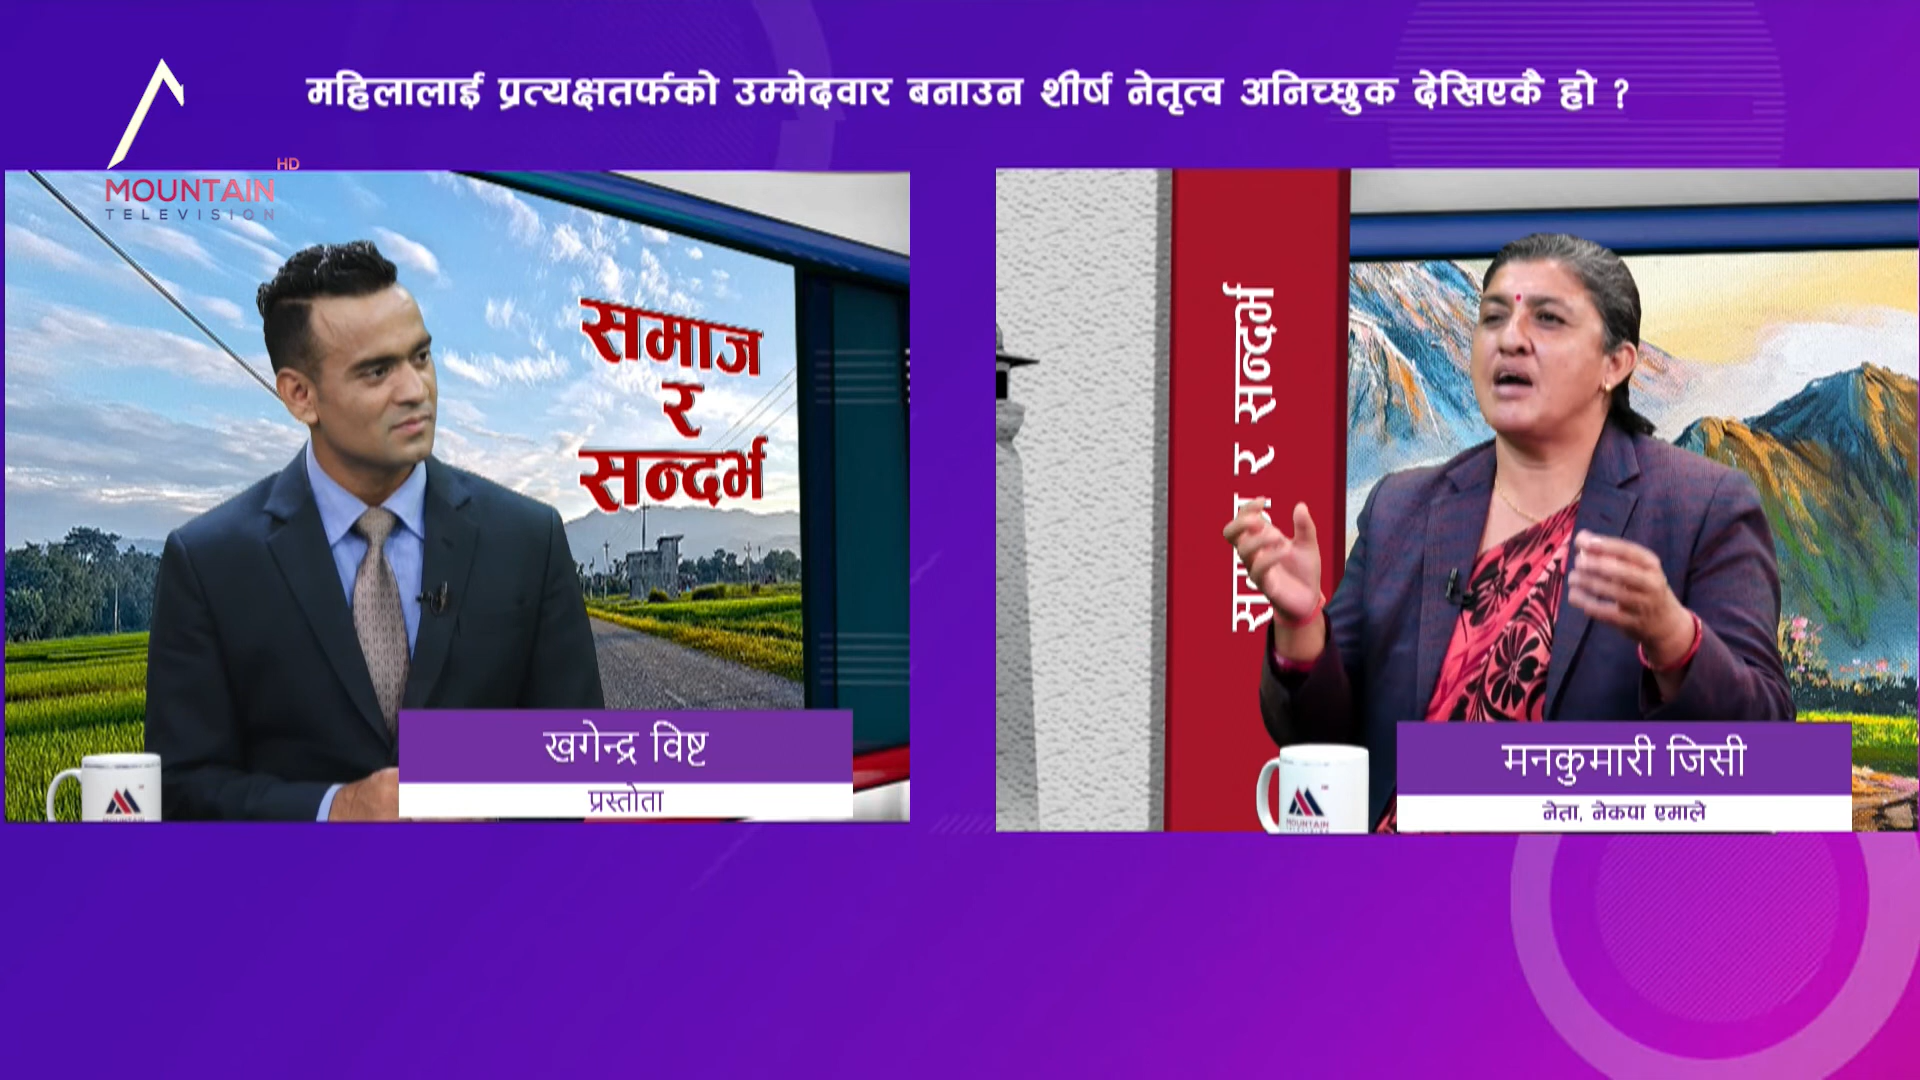 महिलालाई प्रत्यक्षतर्फको उम्मेदवार बनाउन शीर्ष नेतृत्व अनिच्छुक देखिएकै हो ?
HD
MOUNTAIN
TELEVISION
समाज
र
सन्दर्भ
खगेन्द्र विष्ट
प्रस्तोता
र सन्दर्भ
मनकुमारी जिसी
नेता, नेकपा एमाले
MOUNTAIN